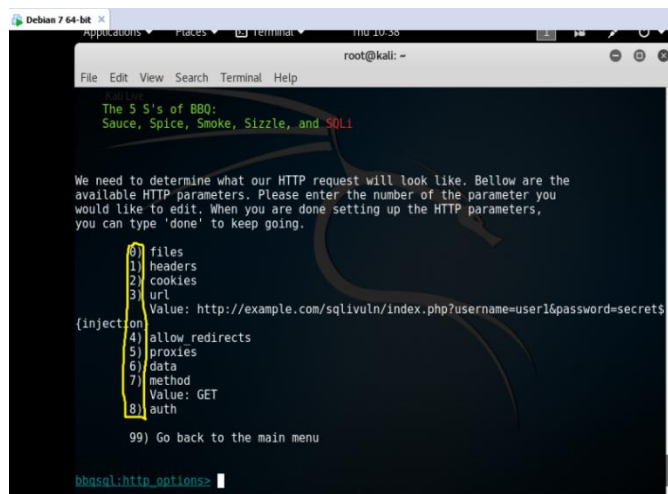 Debian 7 64-bit ×
Applications Places Terminal Thu 10:38 1
root@kali: ~
File Edit View Search Terminal Help
Kali Live
The 5 S's of BBQ:
Sauce, Spice, Smoke, Sizzle, and SQLi
We need to determine what our HTTP request will look like. Bellow are the
available HTTP parameters. Please enter the number of the parameter you
would like to edit. When you are done setting up the HTTP parameters,
you can type 'done' to keep going.
0) files
1) headers
2) cookies
3) url
Value: http://example.com/sqlivuln/index.php?username=user1&password=secret$
{injection}
4) allow_redirects
5) proxies
6) data
7) method
Value: GET
8) auth
99) Go back to the main menu
bbqsql:http_options>